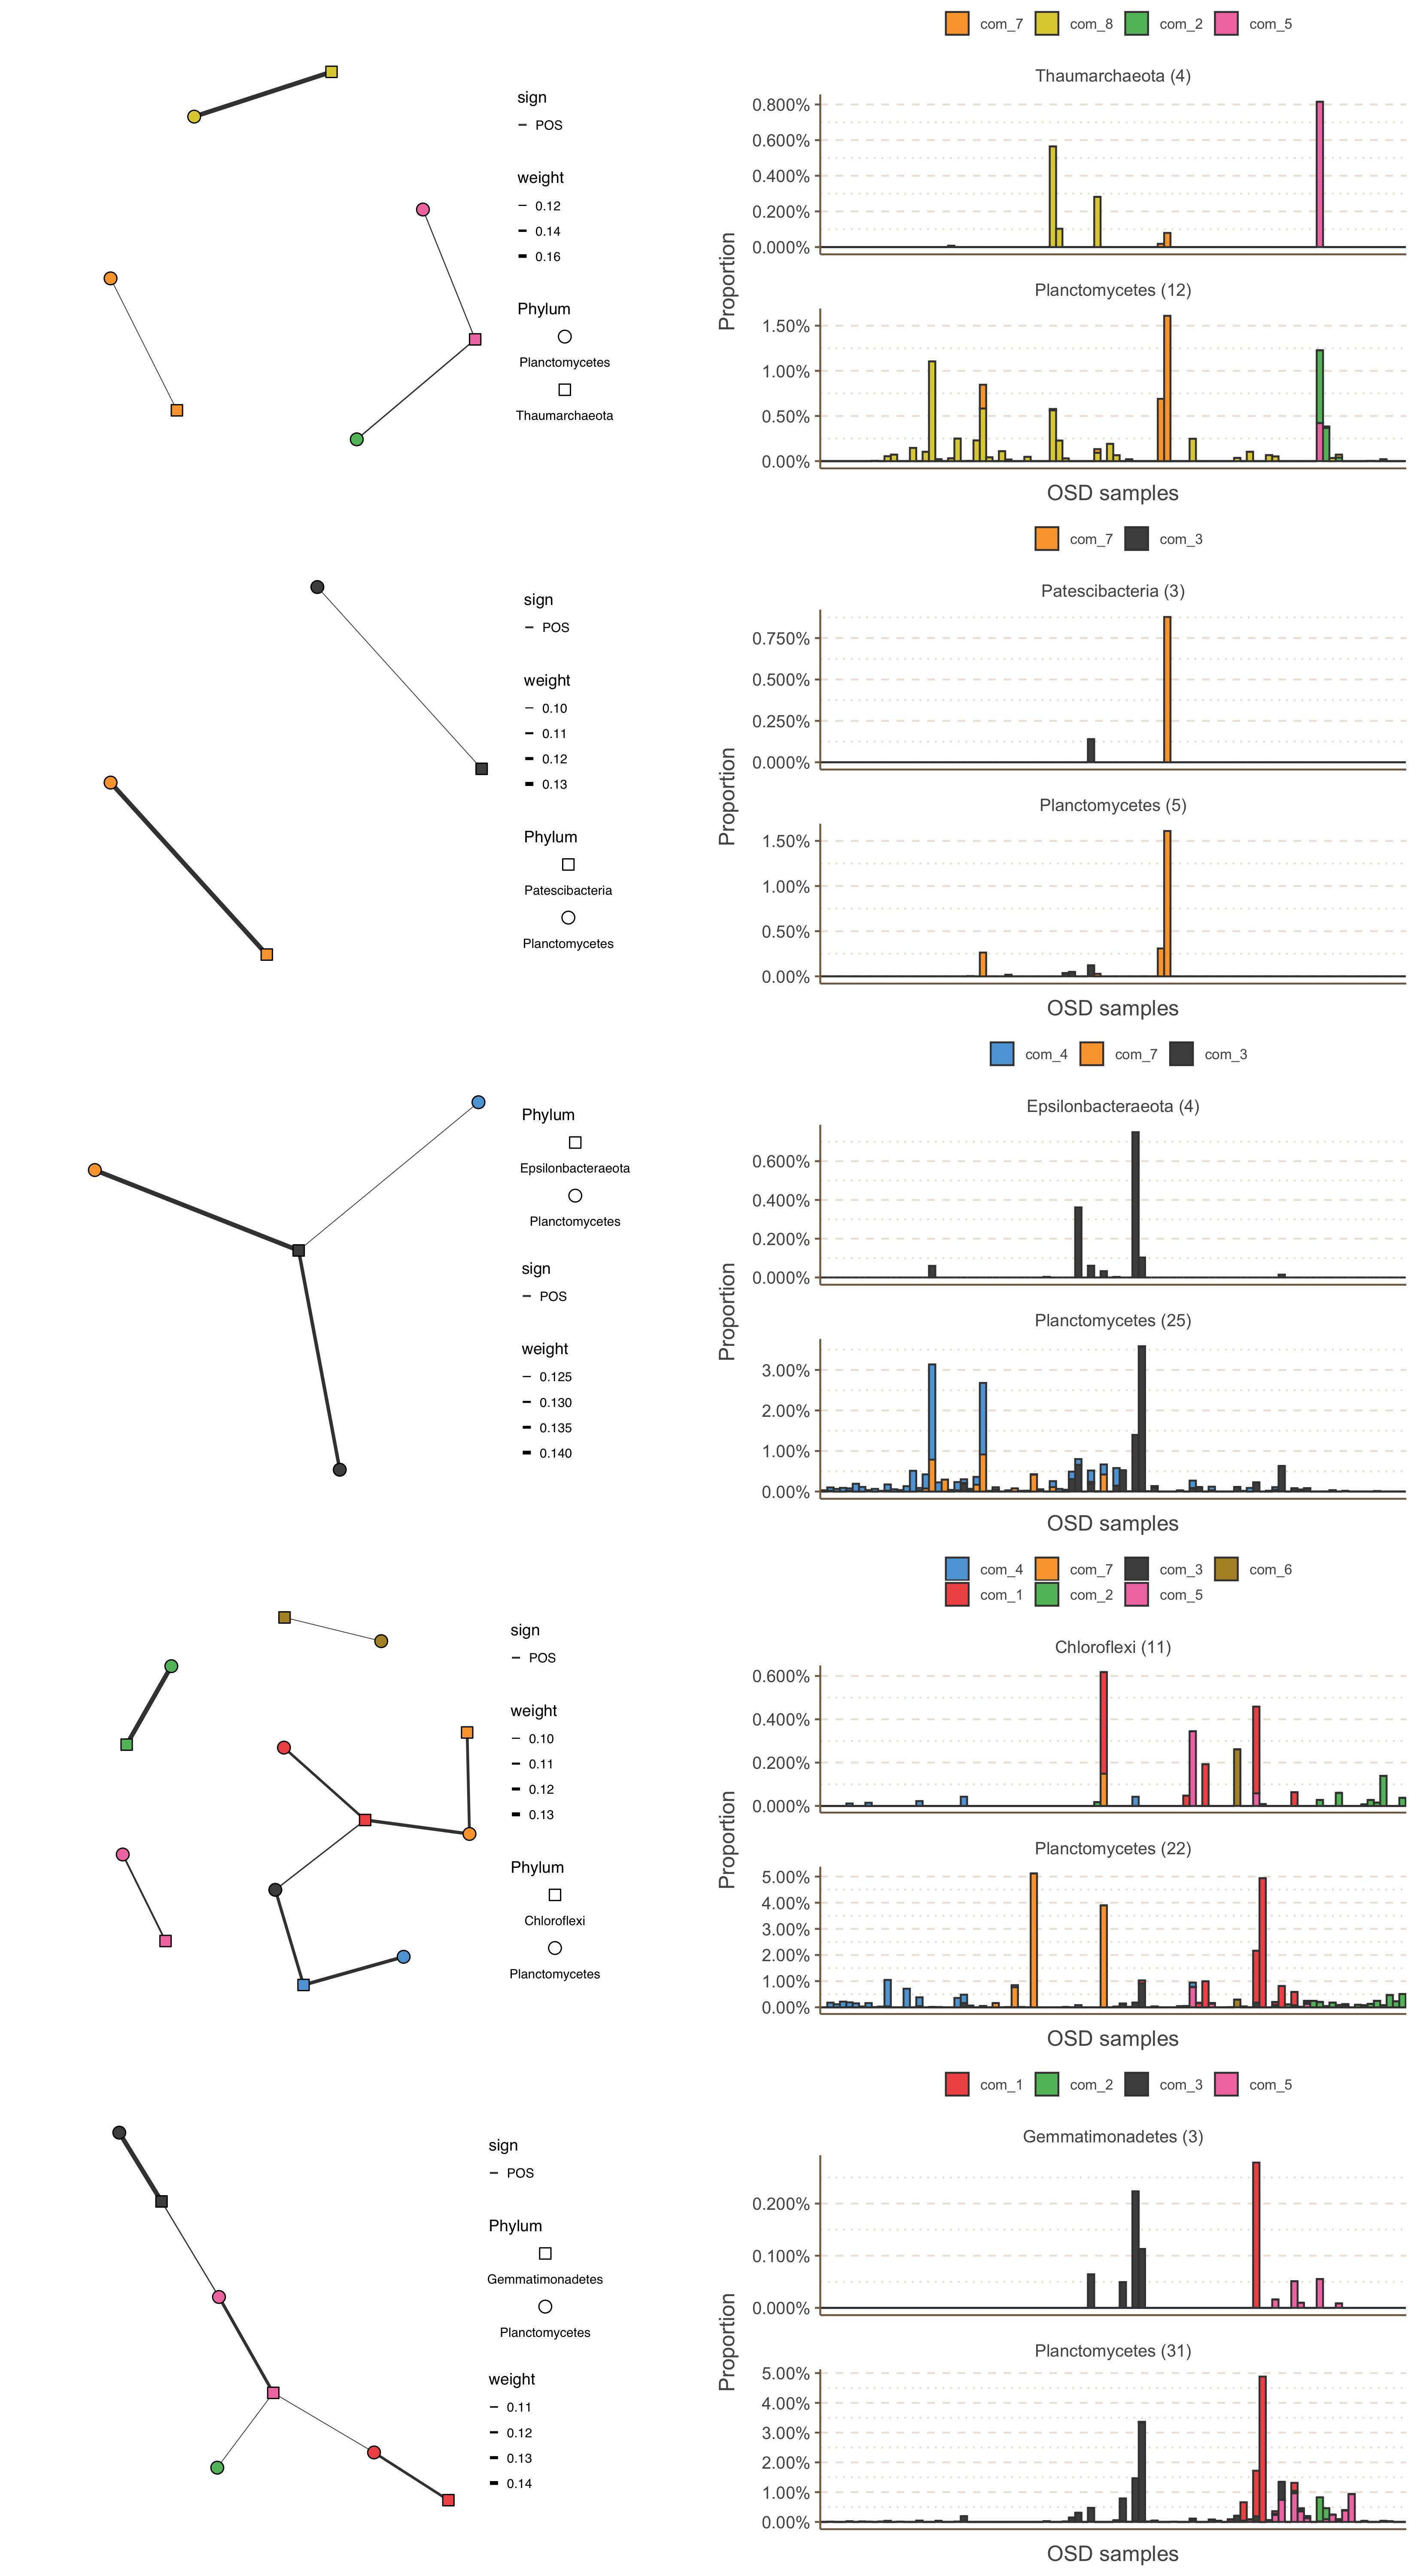 com_7 com_8 com_2 com_5
sign
POS
weight
0.12
0.14
0.16
Phylum
Planctomycetes
Thaumarchaeota
Proportion
Thaumarchaeota (4)
0.800%
0.600%
0.400%
0.200%
0.000%
Planctomycetes (12)
1.50%
1.00%
0.50%
0.00%
OSD samples
com_7 com_3
sign
POS
weight
0.10
0.11
0.12
0.13
Phylum
Patescibacteria
Planctomycetes
Proportion
Patescibacteria (3)
0.750%
0.500%
0.250%
0.000%
Planctomycetes (5)
1.50%
1.00%
0.50%
0.00%
OSD samples
com_4 com_7 com_3
Phylum
Epsilonbacteraeota
Planctomycetes
sign
POS
weight
0.125
0.130
0.135
0.140
Proportion
Epsilonbacteraeota (4)
0.600%
0.400%
0.200%
0.000%
Planctomycetes (25)
3.00%
2.00%
1.00%
0.00%
OSD samples
com_4 com_7 com_3 com_6
com_1 com_2 com_5
sign
POS
weight
0.10
0.11
0.12
0.13
Phylum
Chloroflexi
Planctomycetes
Proportion
Chloroflexi (11)
0.600%
0.400%
0.200%
0.000%
Planctomycetes (22)
5.00%
4.00%
3.00%
2.00%
1.00%
0.00%
OSD samples
com_1 com_2 com_3 com_5
sign
POS
Phylum
Gemmatimonadetes
Planctomycetes
weight
0.11
0.12
0.13
0.14
Proportion
Gemmatimonadetes (3)
0.200%
0.100%
0.000%
Planctomycetes (31)
5.00%
4.00%
3.00%
2.00%
1.00%
0.00%
OSD samples